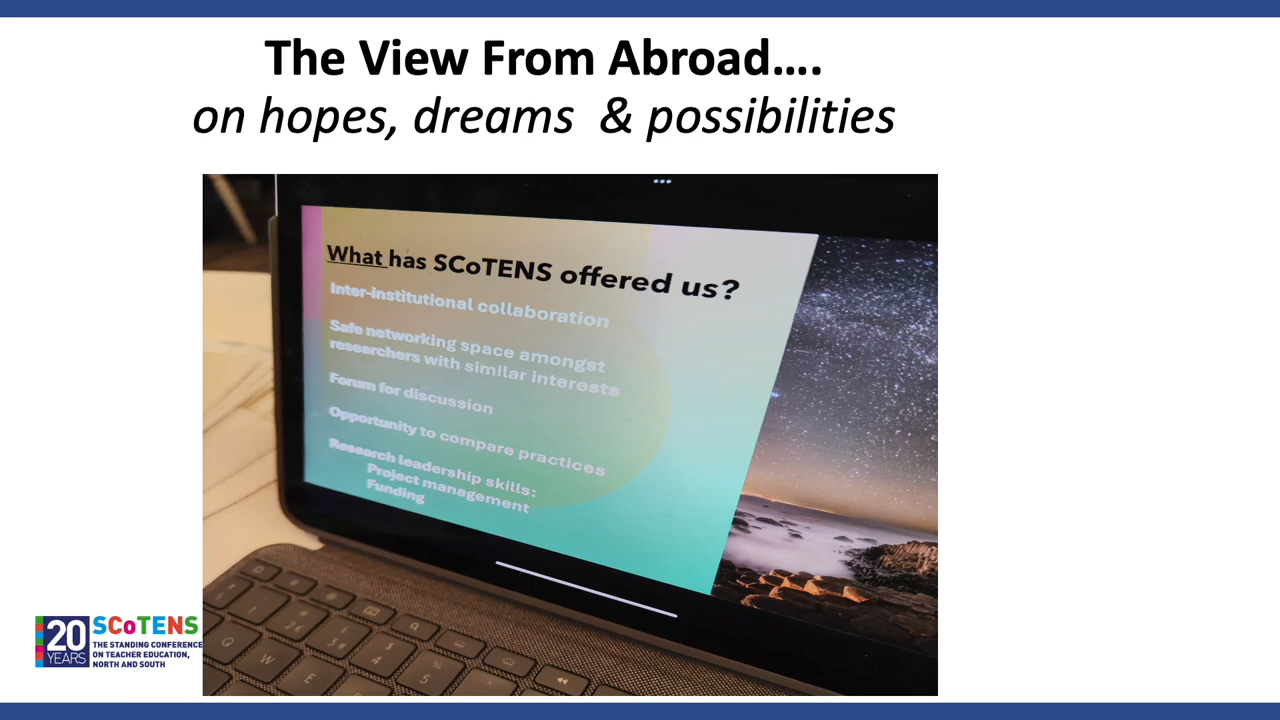 The View From Abroad....
on hopes, dreams & possibilities
What has SCoTENS offered us?
Inter-institutional collaboration
Safe networking space amongst
researchers with similar interests
Forum for discussion
Opportunity to compare practices
Research leadership skills:
Project management
Funding
20
YEARS
SCoTENS
THE STANDING CONFERENCE
ON TEACHER EDUCATION,
NORTH AND SOUTH
Q
W
E